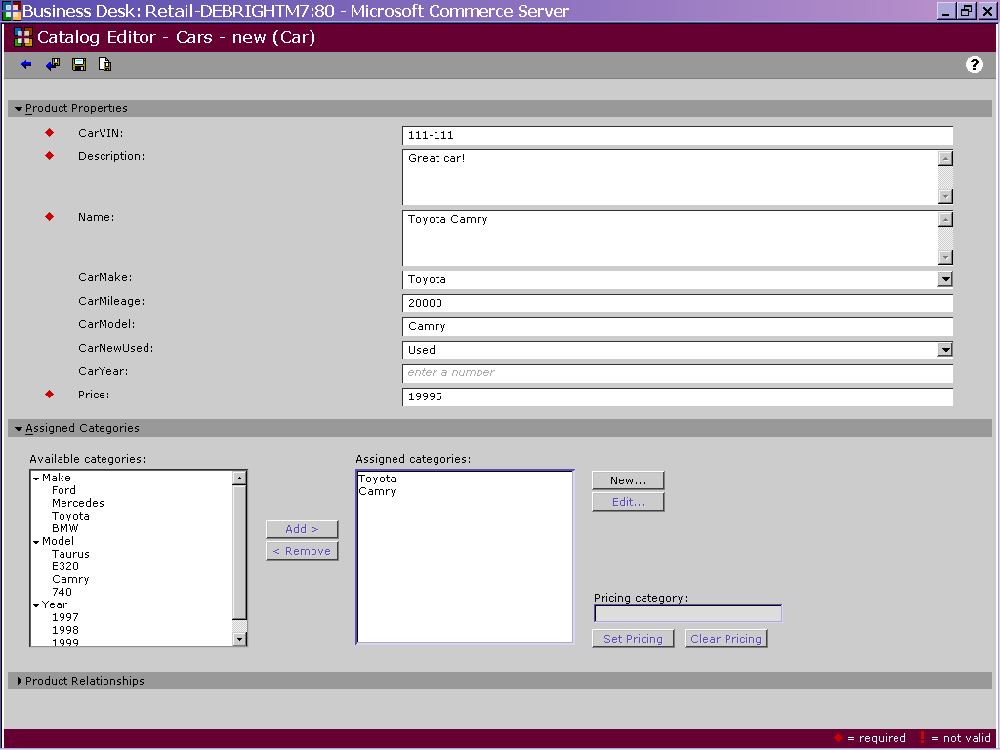 Business Desk: Retail-DEBRIGHTM7:80 - Microsoft Commerce Server
Catalog Editor - Cars - new (Car)
?
Product Properties
CarVIN: 111-111
Description: Great car!
Name: Toyota Camry
CarMake: Toyota
CarMileage: 20000
CarModel: Camry
CarNewUsed: Used
CarYear: enter a number
Price: 19995
Assigned Categories
Available categories:
Make
Ford
Mercedes
Toyota
BMW
Model
Taurus
E320
Camry
740
Year
1997
1998
1999
Add >
< Remove
Assigned categories:
Toyota
Camry
New...
Edit...
Pricing category:
Set Pricing Clear Pricing
Product Relationships
= required ! = not valid